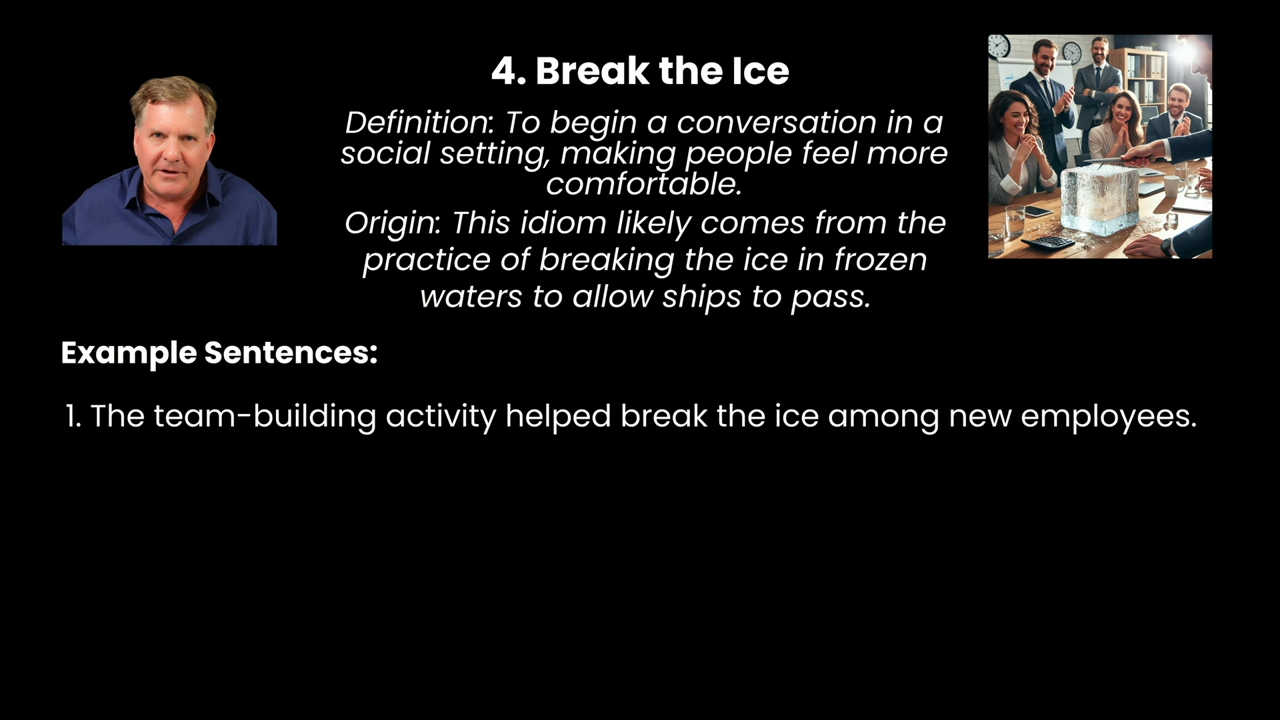 4. Break the Ice
Definition: To begin a conversation in a
social setting, making people feel more
comfortable.
Origin: This idiom likely comes from the
practice of breaking the ice in frozen
waters to allow ships to pass.
Example Sentences:
1. The team-building activity helped break the ice among new employees.